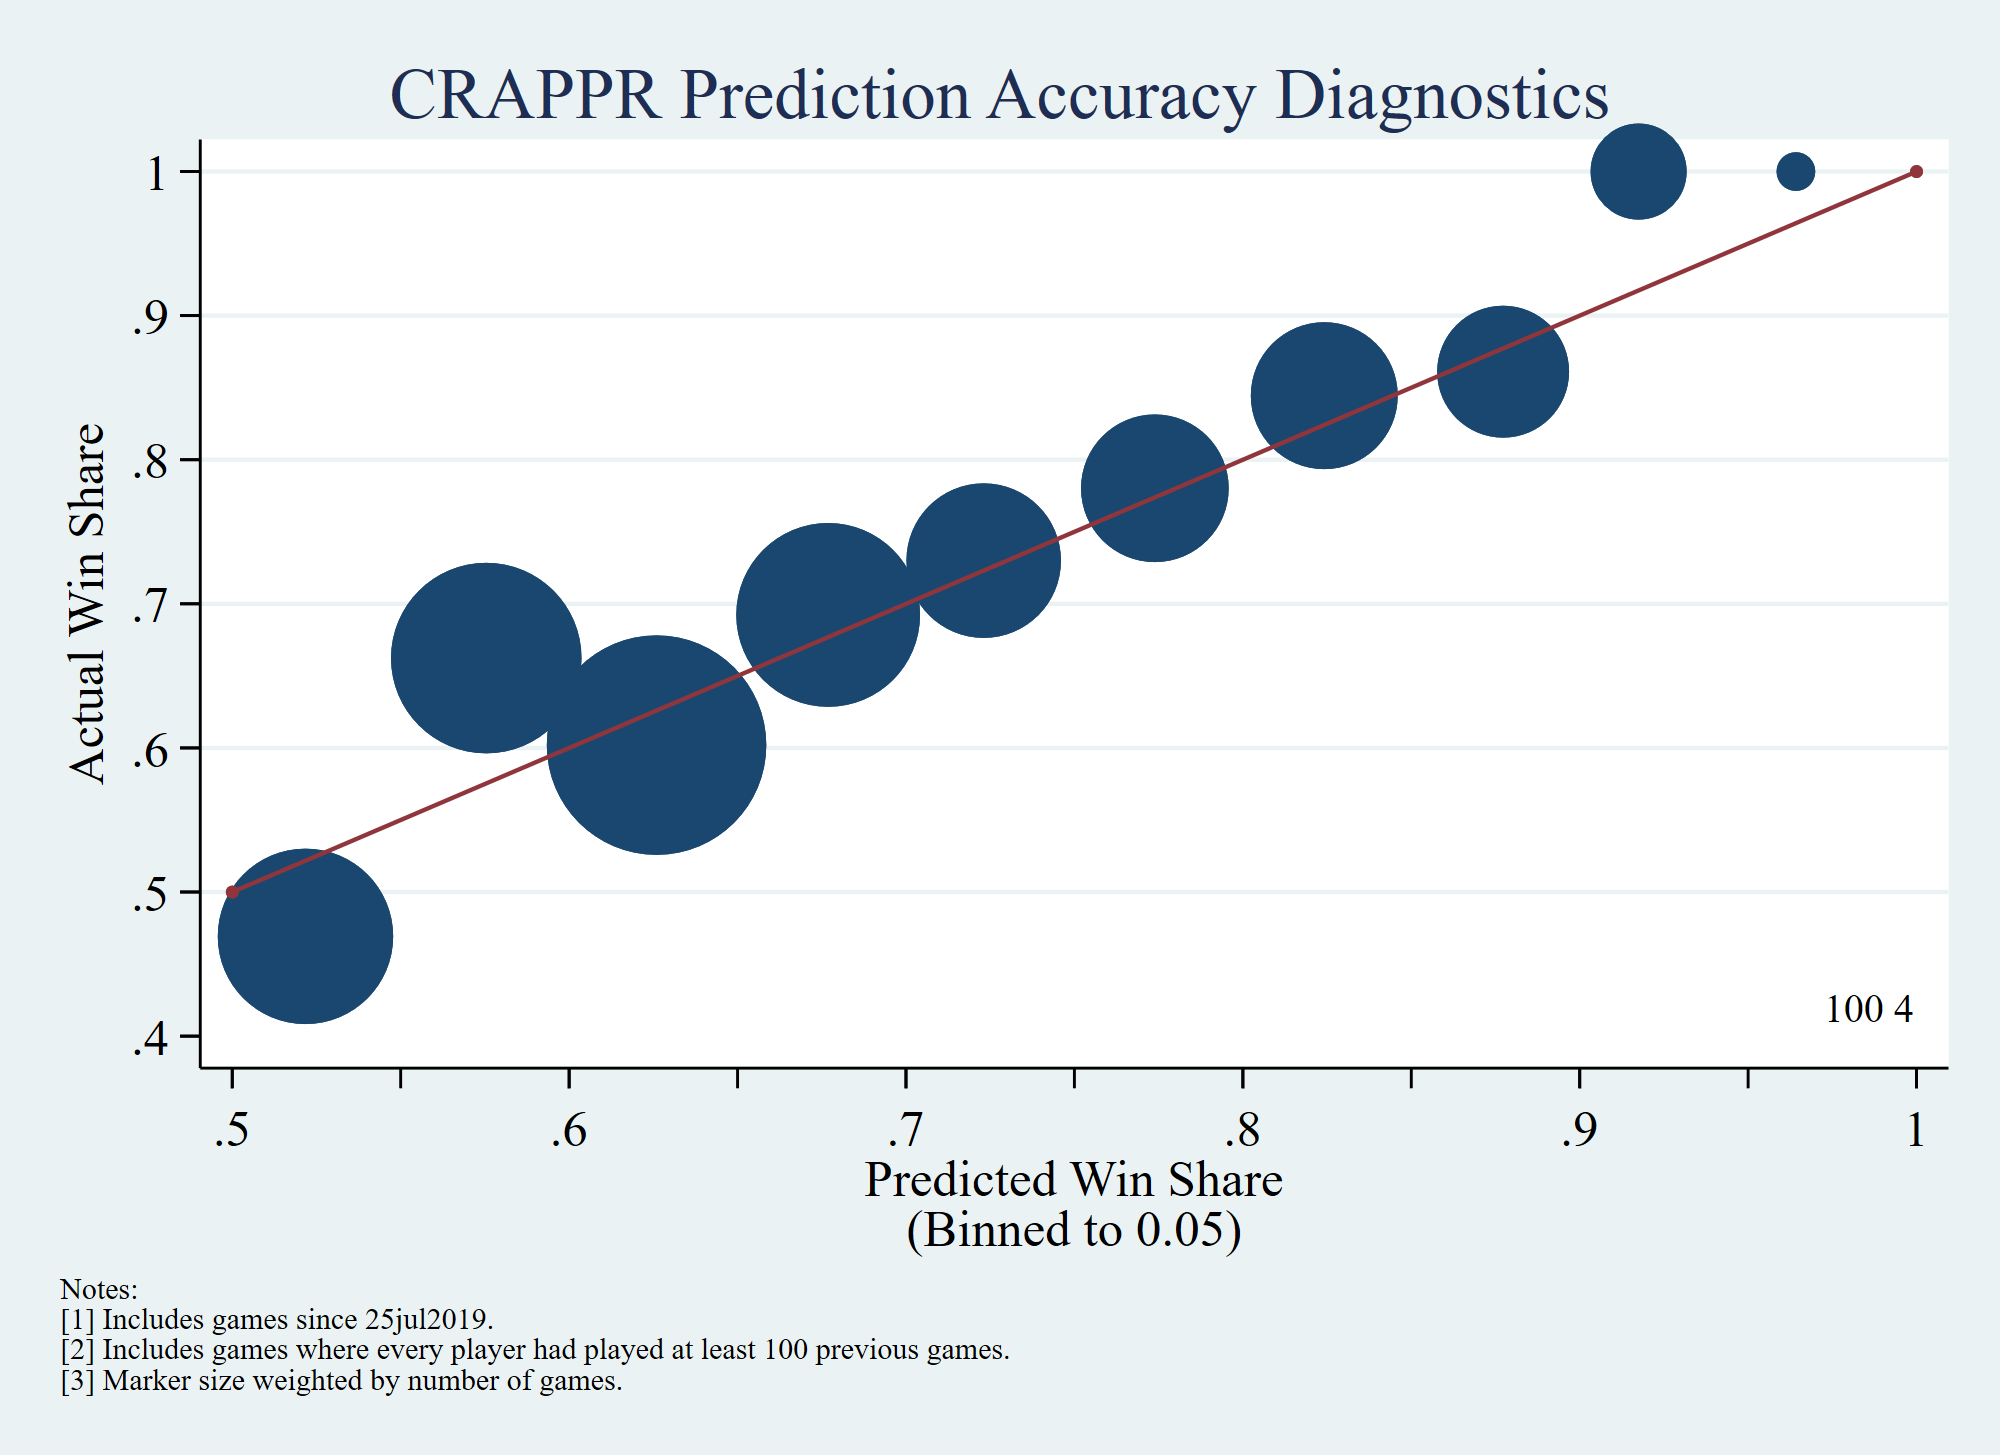 CRAPPR Prediction Accuracy Diagnostics
1
.9
.8
.7
.6
.5
.4
Actual Win Share
100 4
.5 .6 .7 .8 .9 1
Predicted Win Share
(Binned to 0.05)
Notes:
[1] Includes games since 25jul2019.
[2] Includes games where every player had played at least 100 previous games.
[3] Marker size weighted by number of games.